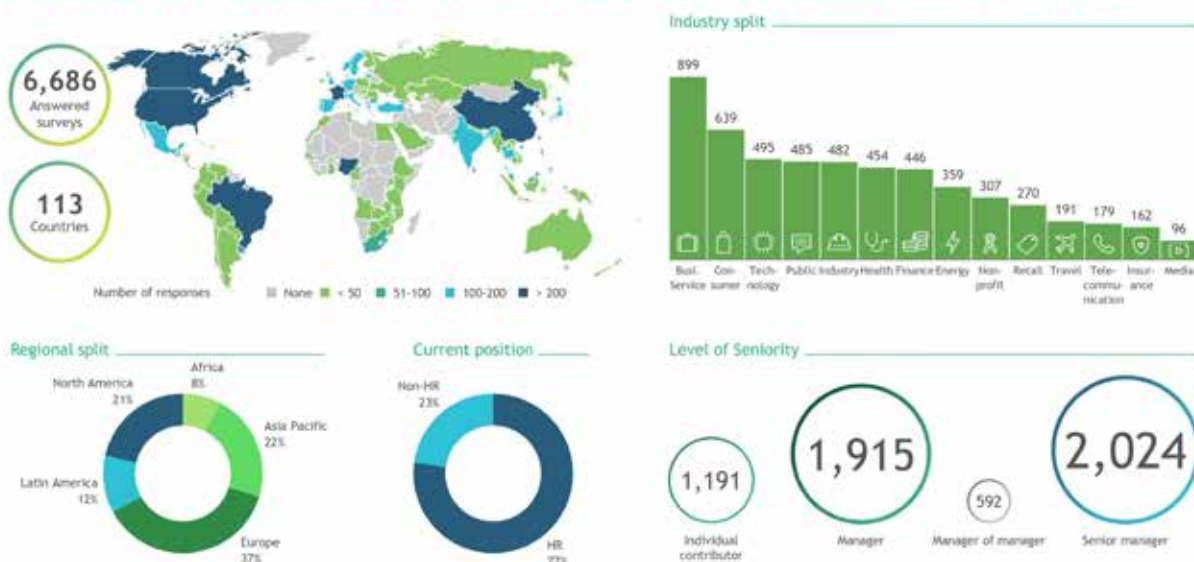 6,686
Answered
surveys
113
Countries
Number of responses
None
< 50
51-100
100-200
> 200
Industry split
899
639
495
485
482
454
446
359
307
270
191
179
162
96
Busi.
Service
Con-
sumer
Tech-
nology
Public
Industry
Health
Finance
Energy
Non-
profit
Retail
Travel
Tele-
commu-
nication
Insur-
ance
Media
Regional split
Africa
8%
North America
21%
Asia Pacific
22%
Latin America
12%
Europe
37%
Current position
Non-HR
23%
HR
Level of Seniority
1,191
Individual
contributor
1,915
Manager
592
Manager of manager
2,024
Senior manager